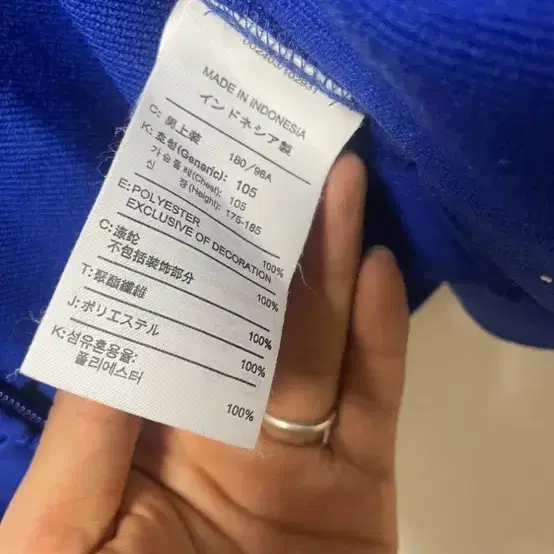 MADE IN INDONESIA
インドネシア製
C: 男上装 180/96A
K: 호칭(Generic): 105
가슴둘레(Chest): 105
신 장(Height): 175-185
E: POLYESTER 100%
EXCLUSIVE OF DECORATION
C: 涤纶 100%
不包括装饰部分
T: 聚酯纖維 100%
J: ポリエステル 100%
K: 섬유혼용율:
폴리에스터 100%